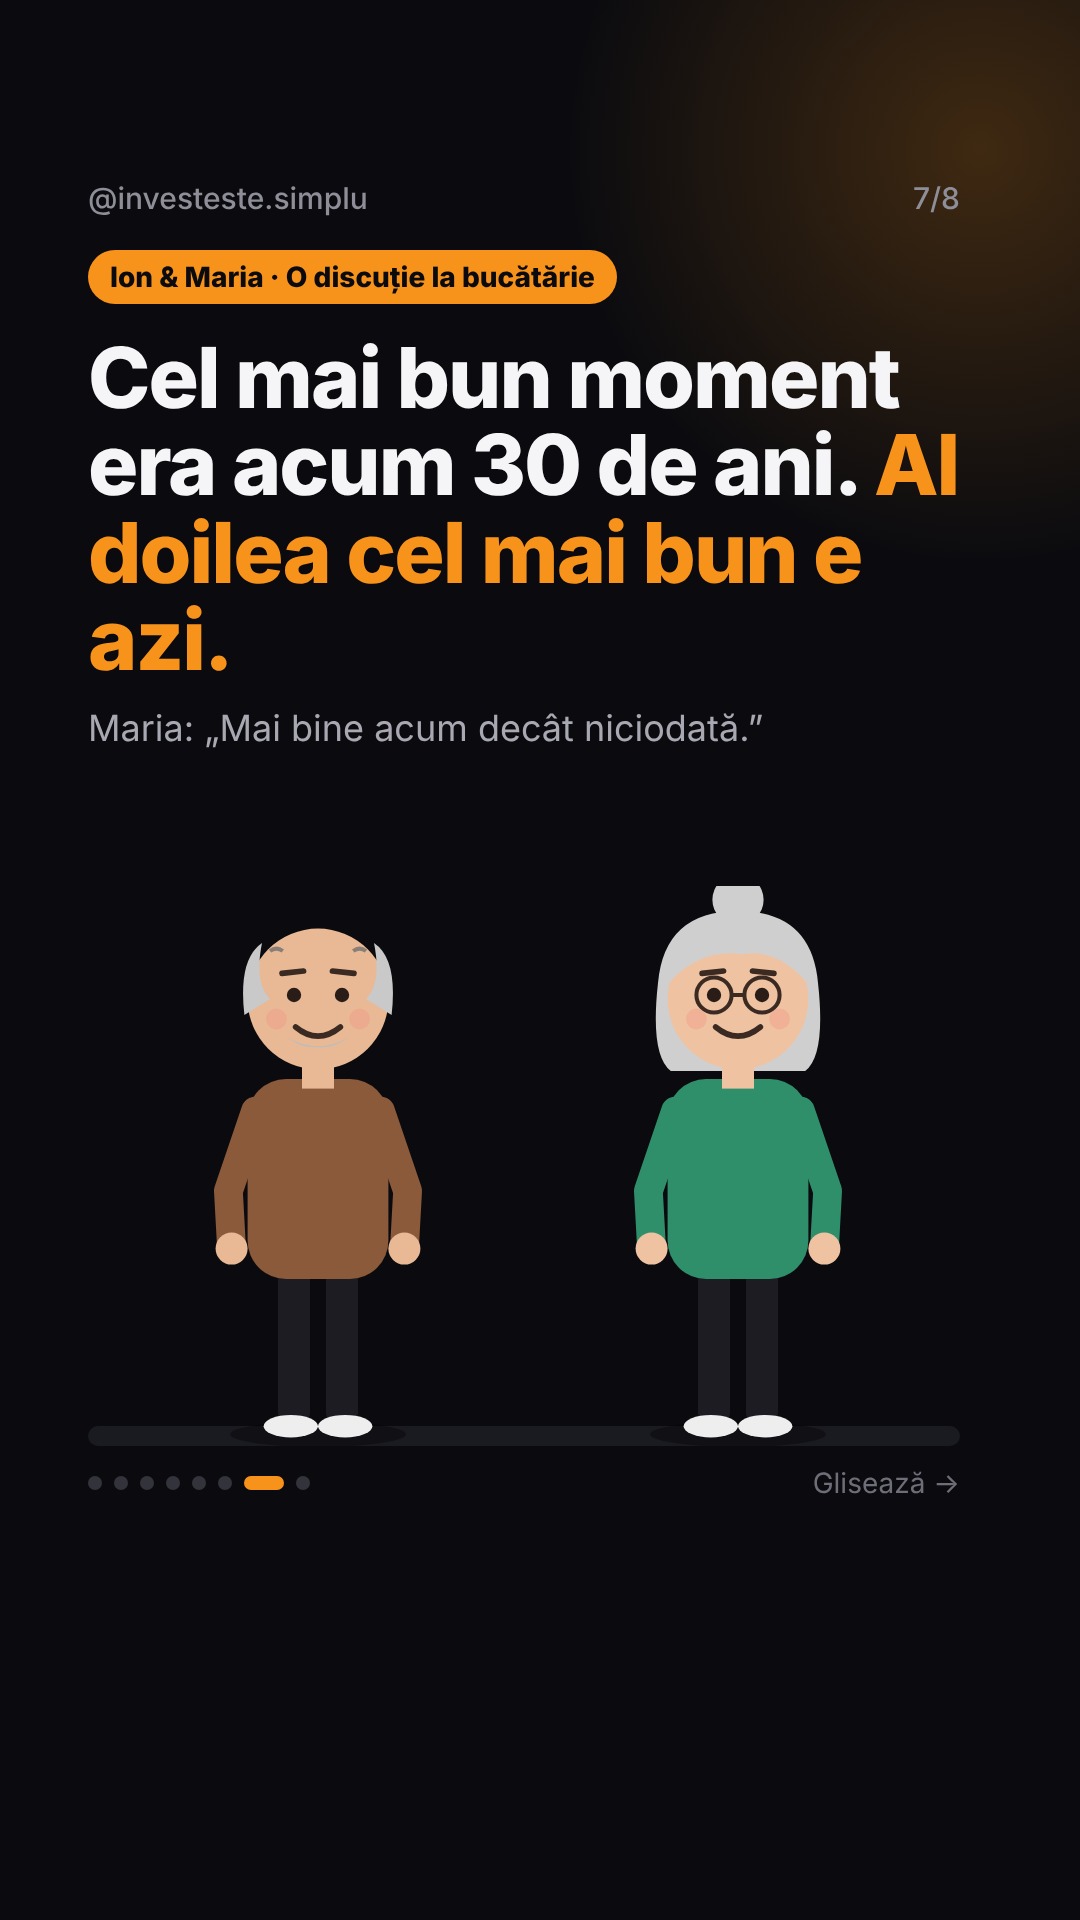 @investeste.simplu
7/8
Ion & Maria · O discuție la bucătărie
Cel mai bun moment
era acum 30 de ani. Al
doilea cel mai bun e
azi.
Maria: „Mai bine acum decât niciodată.”
Glisează →